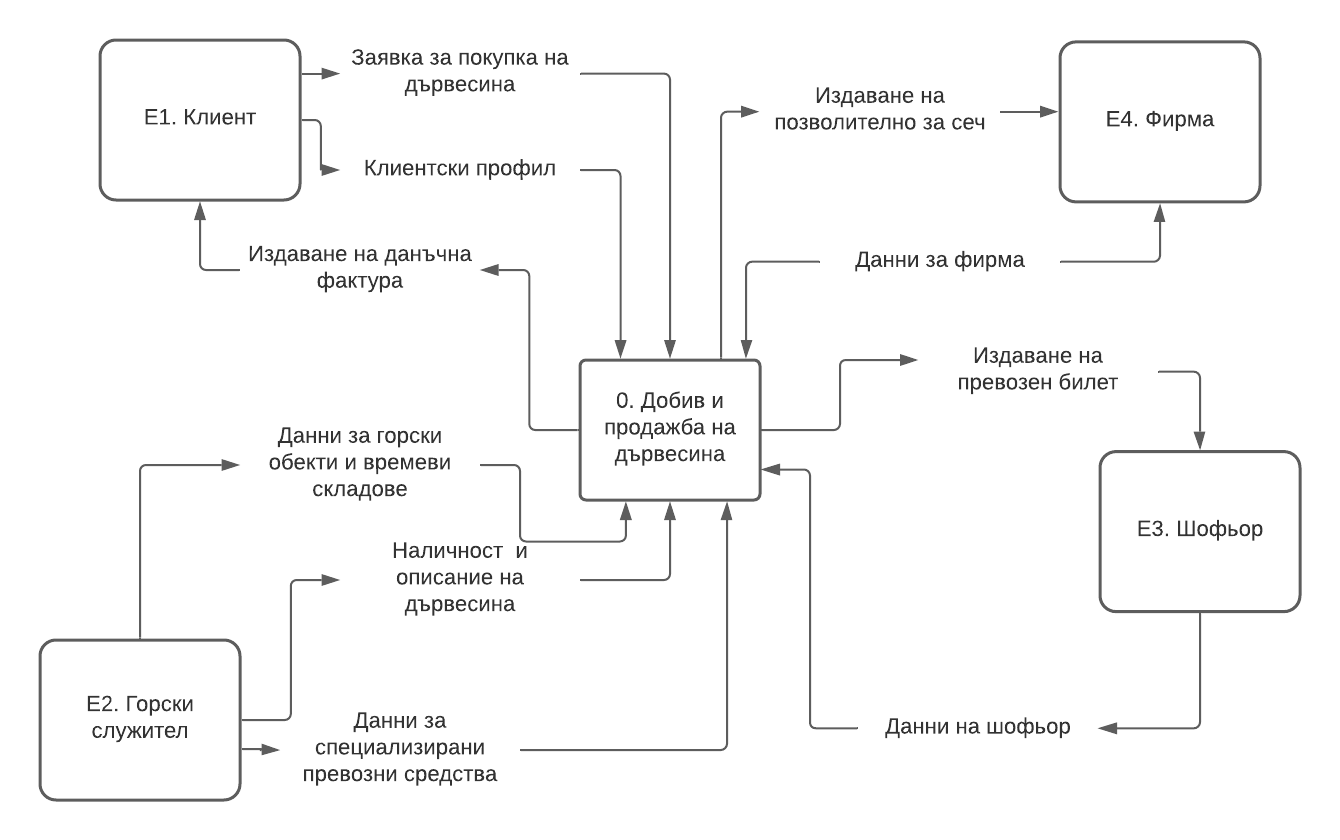 Заявка за покупка на
дървесина
Е1. Клиент
Клиентски профил
Издаване на данъчна
фактура
Издаване на
позволително за сеч
Е4. Фирма
Данни за фирма
Издаване на
превозен билет
0. Добив и
продажба на
дървесина
Данни за горски
обекти и времеви
складове
Е3. Шофьор
Наличност  и
описание на
дървесина
Е2. Горски
служител
Данни за
специализирани
превозни средства
Данни на шофьор